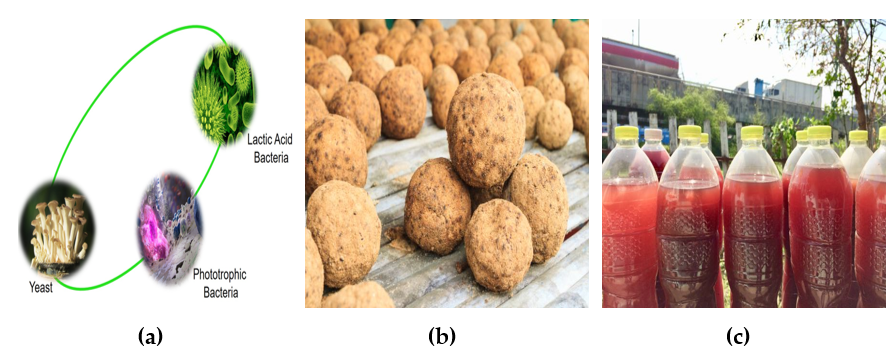 Lactic Acid
Bacteria
Phototrophic
Bacteria
Yeast
(a)
(b)
(c)